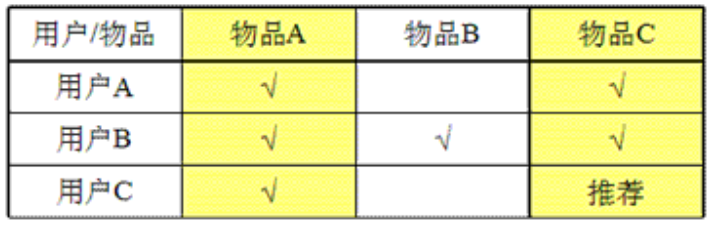 用户/物品 物品A 物品B 物品C
用户A √ √
用户B √ √ √
用户C √ 推荐